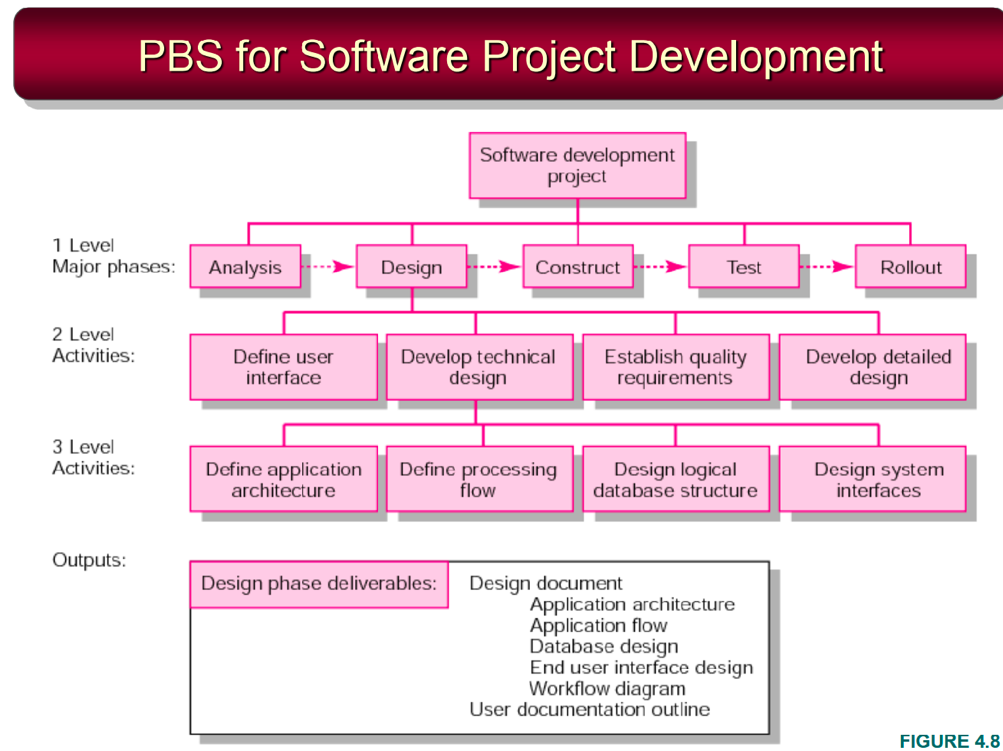 PBS for Software Project Development
Software development
project
1 Level
Major phases:
Analysis
Design
Construct
Test
Rollout
2 Level
Activities:
Define user
interface
Develop technical
design
Establish quality
requirements
Develop detailed
design
3 Level
Activities:
Define application
architecture
Define processing
flow
Design logical
database structure
Design system
interfaces
Outputs:
Design phase deliverables:
Design document
Application architecture
Application flow
Database design
End user interface design
Workflow diagram
User documentation outline
FIGURE 4.8